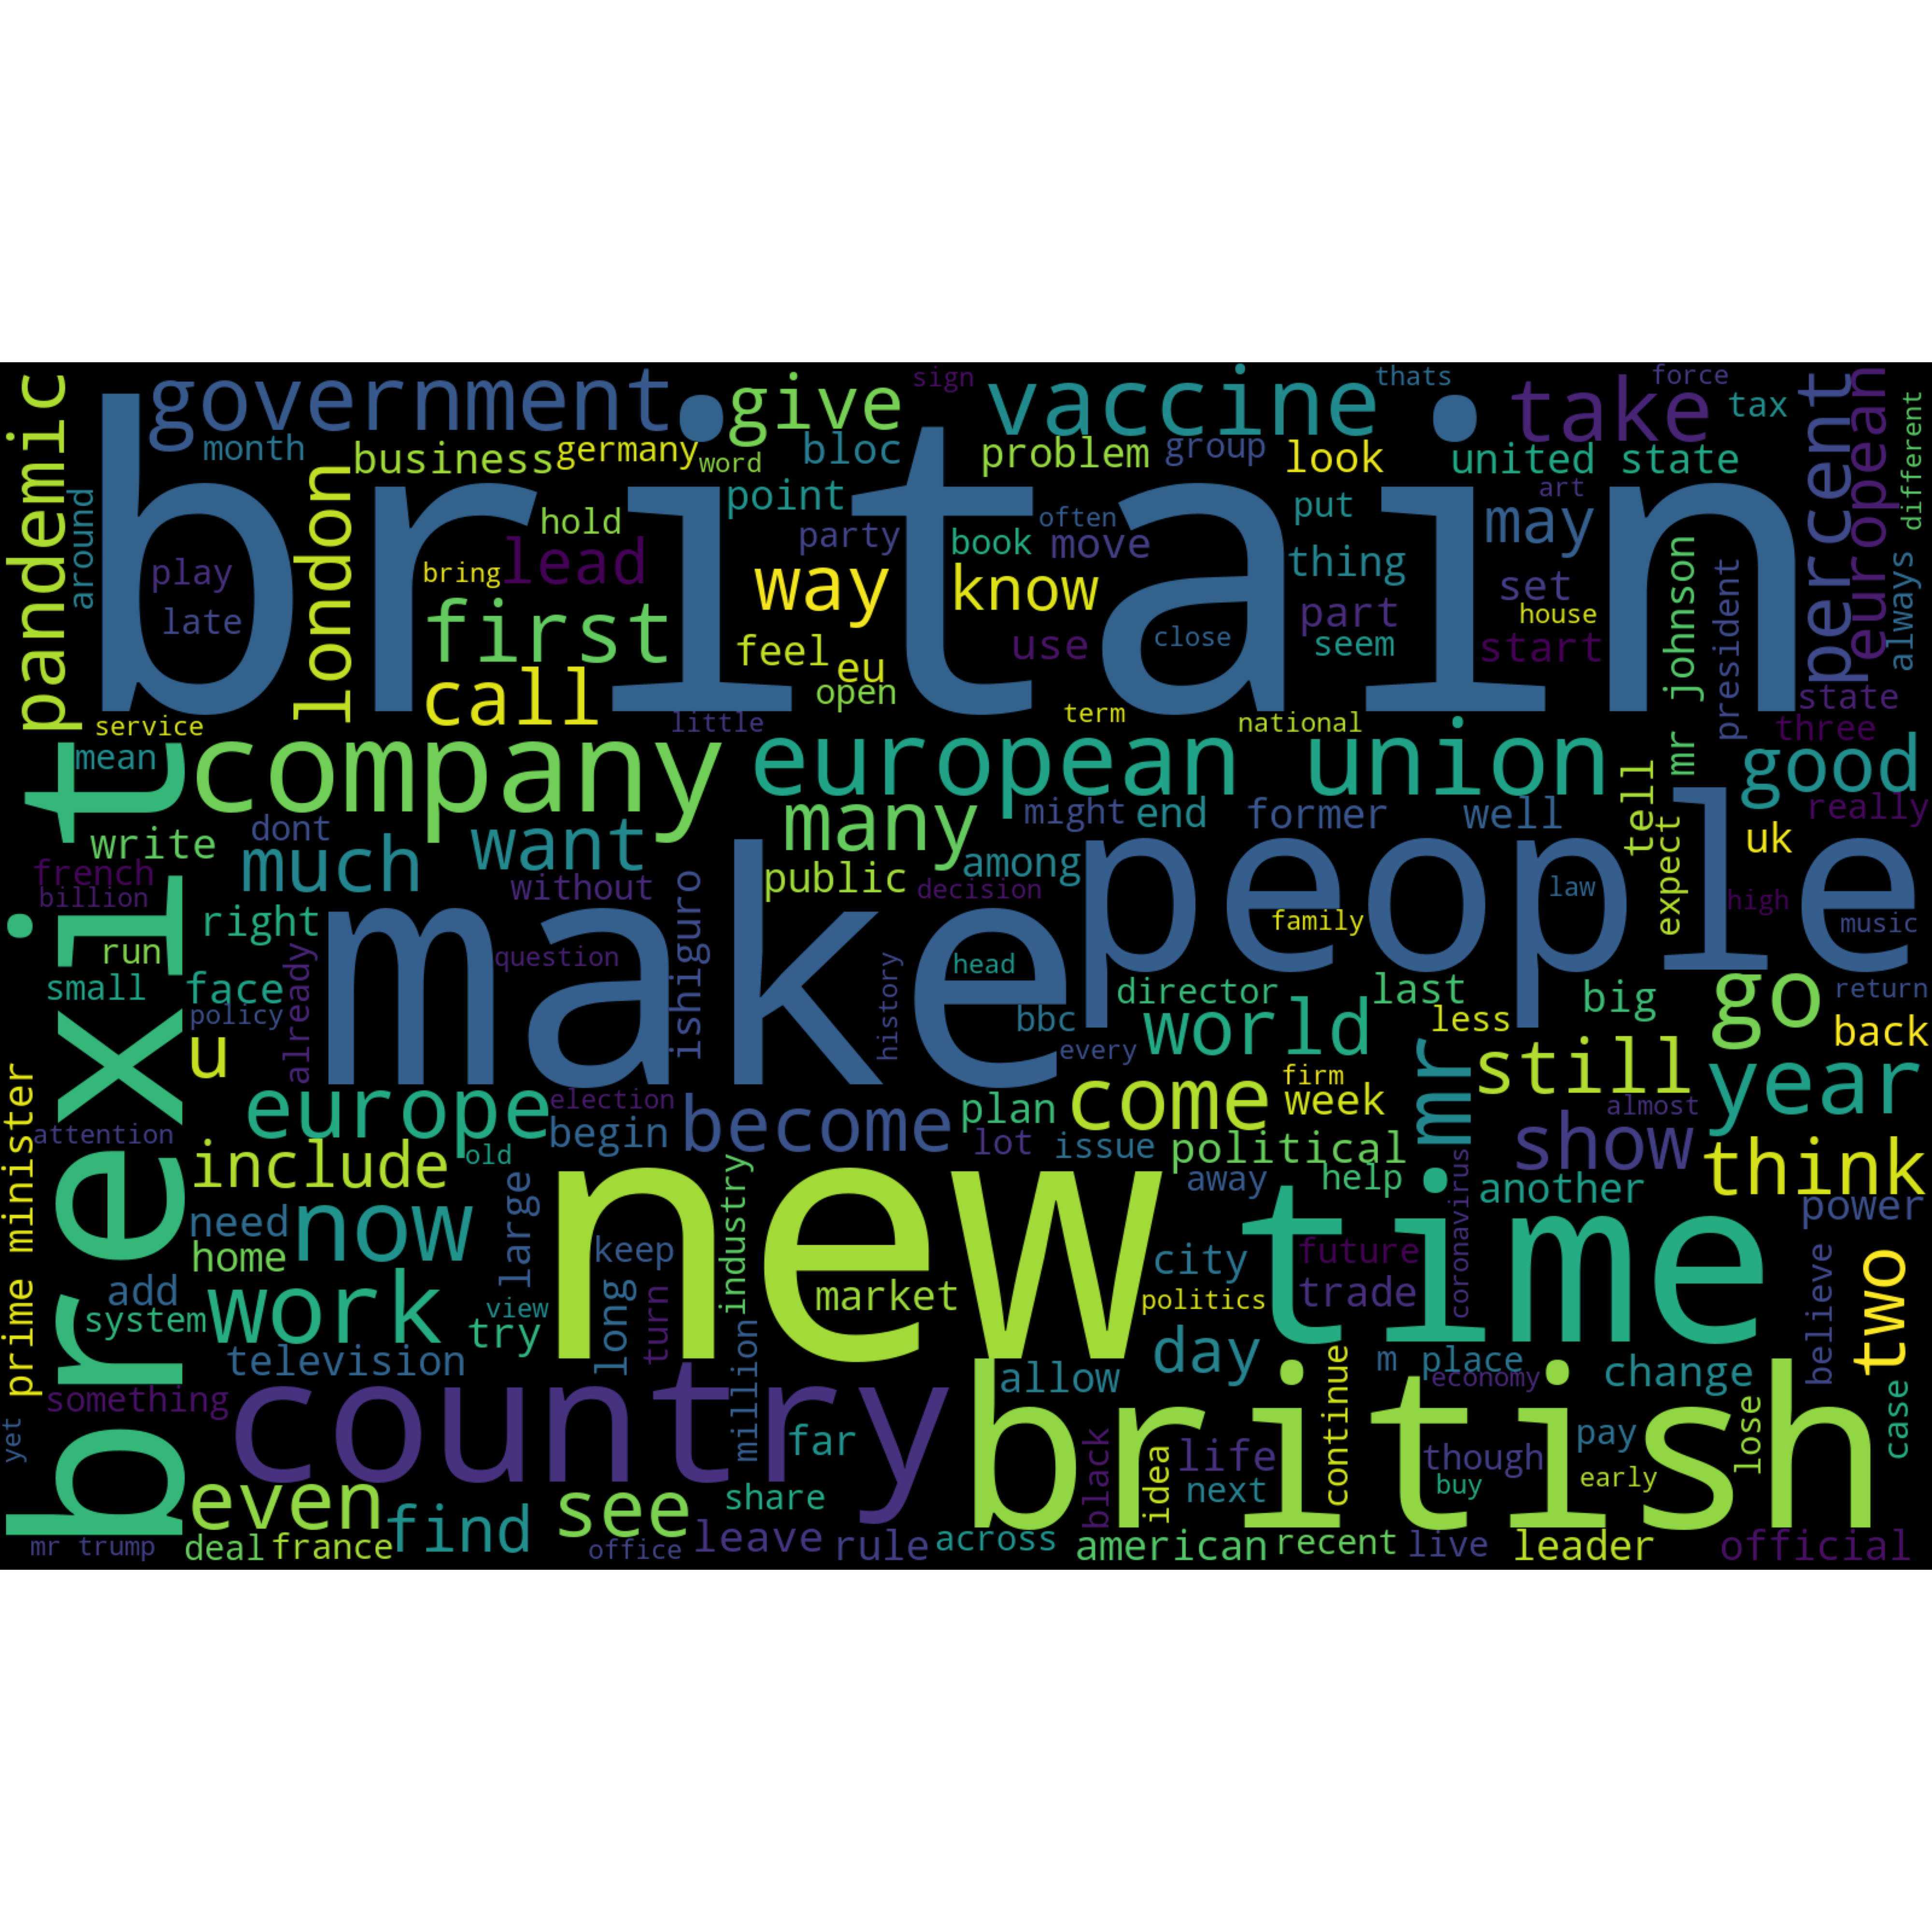 britain
government
give
sign
vaccine
thats
take
force
tax
percent
european
different
pandemic
month
business
germany
word
bloc
problem
group
look
united state
around
london
point
put
art
may
hold
party
often
book
move
thing
play
bring
lead
way
know
set
part
house
mr johnson
president
always
late
first
feel
eu
use
close
seem
start
call
open
state
service
little
term
national
three
mean
company
european union
good
many
might
end
former
well
tell
really
dont
write
much
want
expect
uk
french
public
among
billion
without
decision
people
law
high
family
music
right
make
ishiguro
brexit
run
question
head
already
history
small
face
director
last
big
go
return
policy
bbc
world
less
back
u
every
still
year
prime minister
europe
election
come
firm
week
mr
almost
attention
begin
become
plan
lot
issue
political
show
think
old
include
away
help
coronavirus
another
power
need
now
large
new
industry
time
home
keep
city
future
believe
two
add
system
work
view
long
turn
market
politics
trade
try
television
million
day
m
place
economy
change
something
country
allow
british
continue
case
yet
far
black
idea
life
though
pay
lose
even
find
see
share
next
buy
early
mr trump
deal
france
office
leave
rule
across
american
recent
live
leader
official